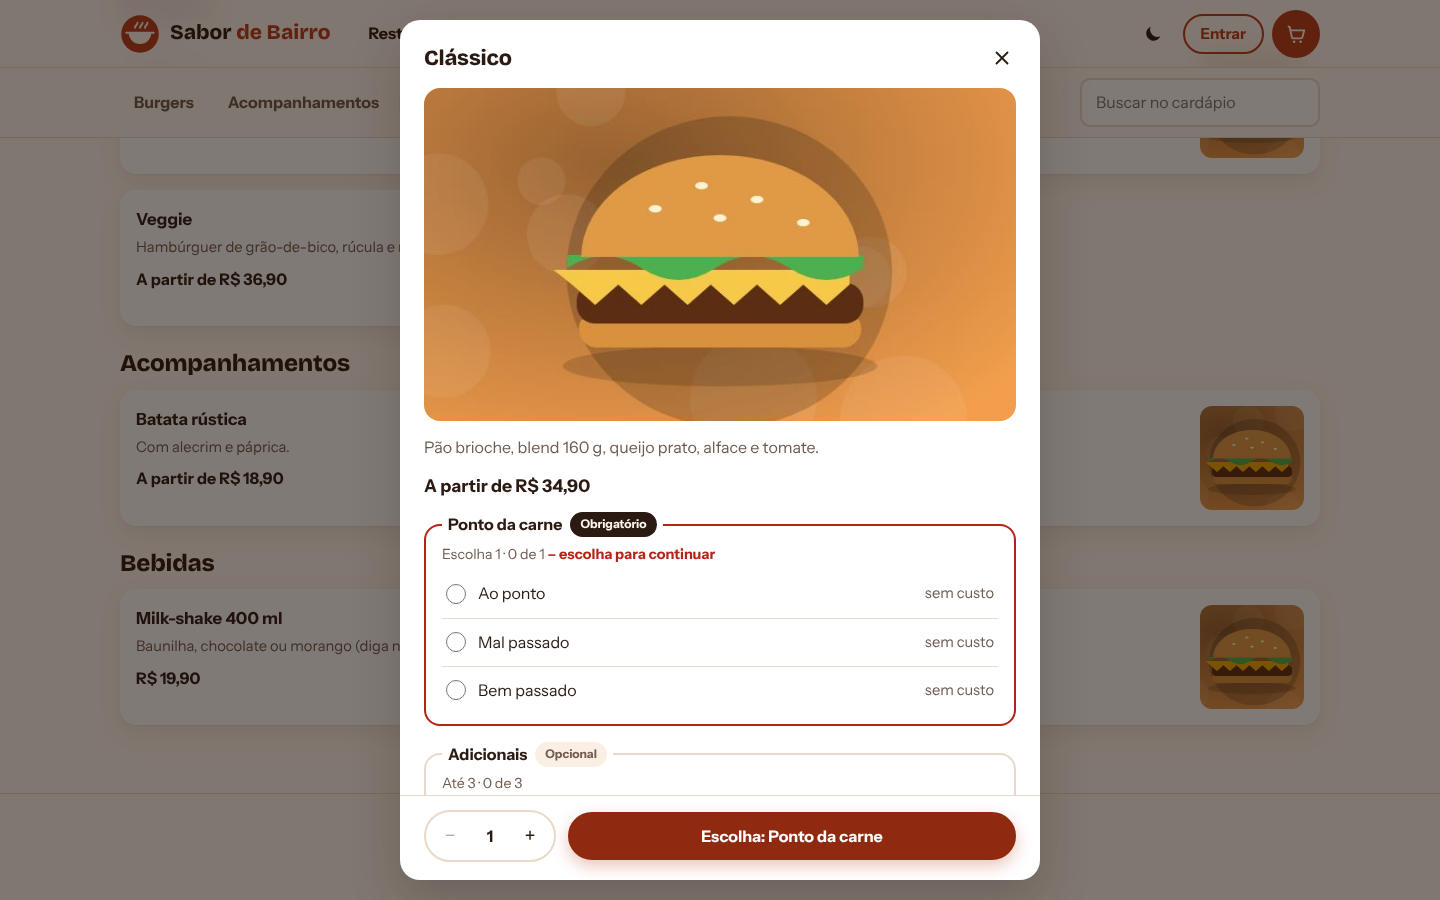 Sabor de Bairro
Rest
Entrar
Burgers
Acompanhamentos
Buscar no cardápio
Veggie
Hambúrguer de grão-de-bico, rúcula e
A partir de R$ 36,90
Acompanhamentos
Batata rústica
Com alecrim e páprica.
A partir de R$ 18,90
Bebidas
Milk-shake 400 ml
Baunilha, chocolate ou morango (diga
R$ 19,90
Clássico
Pão brioche, blend 160 g, queijo prato, alface e tomate.
A partir de R$ 34,90
Ponto da carne Obrigatório
Escolha 1 · 0 de 1 – escolha para continuar
Ao ponto sem custo
Mal passado sem custo
Bem passado sem custo
Adicionais Opcional
Até 3 · 0 de 3
− 1 +
Escolha: Ponto da carne